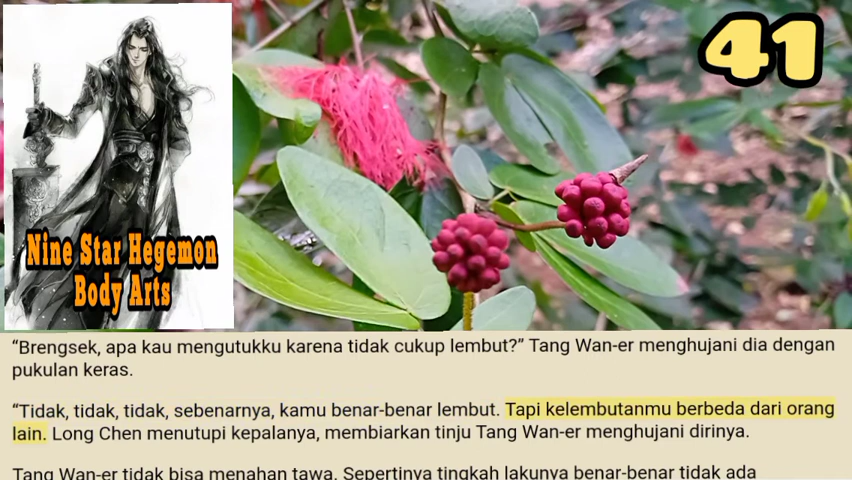 41
Nine Star Hegemon
Body Arts
“Brengsek, apa kau mengutukku karena tidak cukup lembut?” Tang Wan-er menghujani dia dengan
pukulan keras.
“Tidak, tidak, tidak, sebenarnya, kamu benar-benar lembut. Tapi kelembutanmu berbeda dari orang
lain. Long Chen menutupi kepalanya, membiarkan tinju Tang Wan-er menghujani dirinya.
Tang Wan-er tidak bisa menahan tawa. Sepertinya tingkah lakunya benar-benar tidak ada